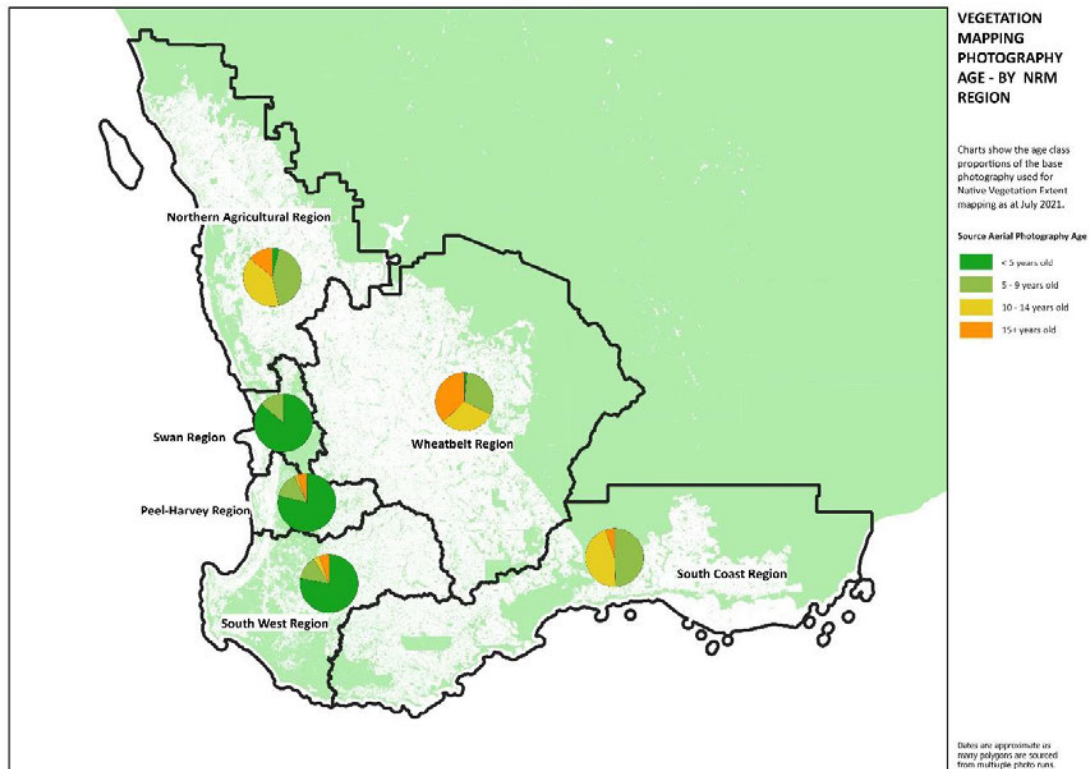 VEGETATION
MAPPING
PHOTOGRAPHY
AGE - BY NRM
REGION
Charts show the age class
proportions of the base
photography used for
Native Vegetation Extent
mapping as at July 2021.
Source Aerial Photography Age
< 5 years old
5 - 9 years old
10 - 14 years old
15+ years old
Northern Agricultural Region
Swan Region
Wheatbelt Region
Peel-Harvey Region
South Coast Region
South West Region
Dates are approximate as
many polygons are sourced
from multiuple photo runs.